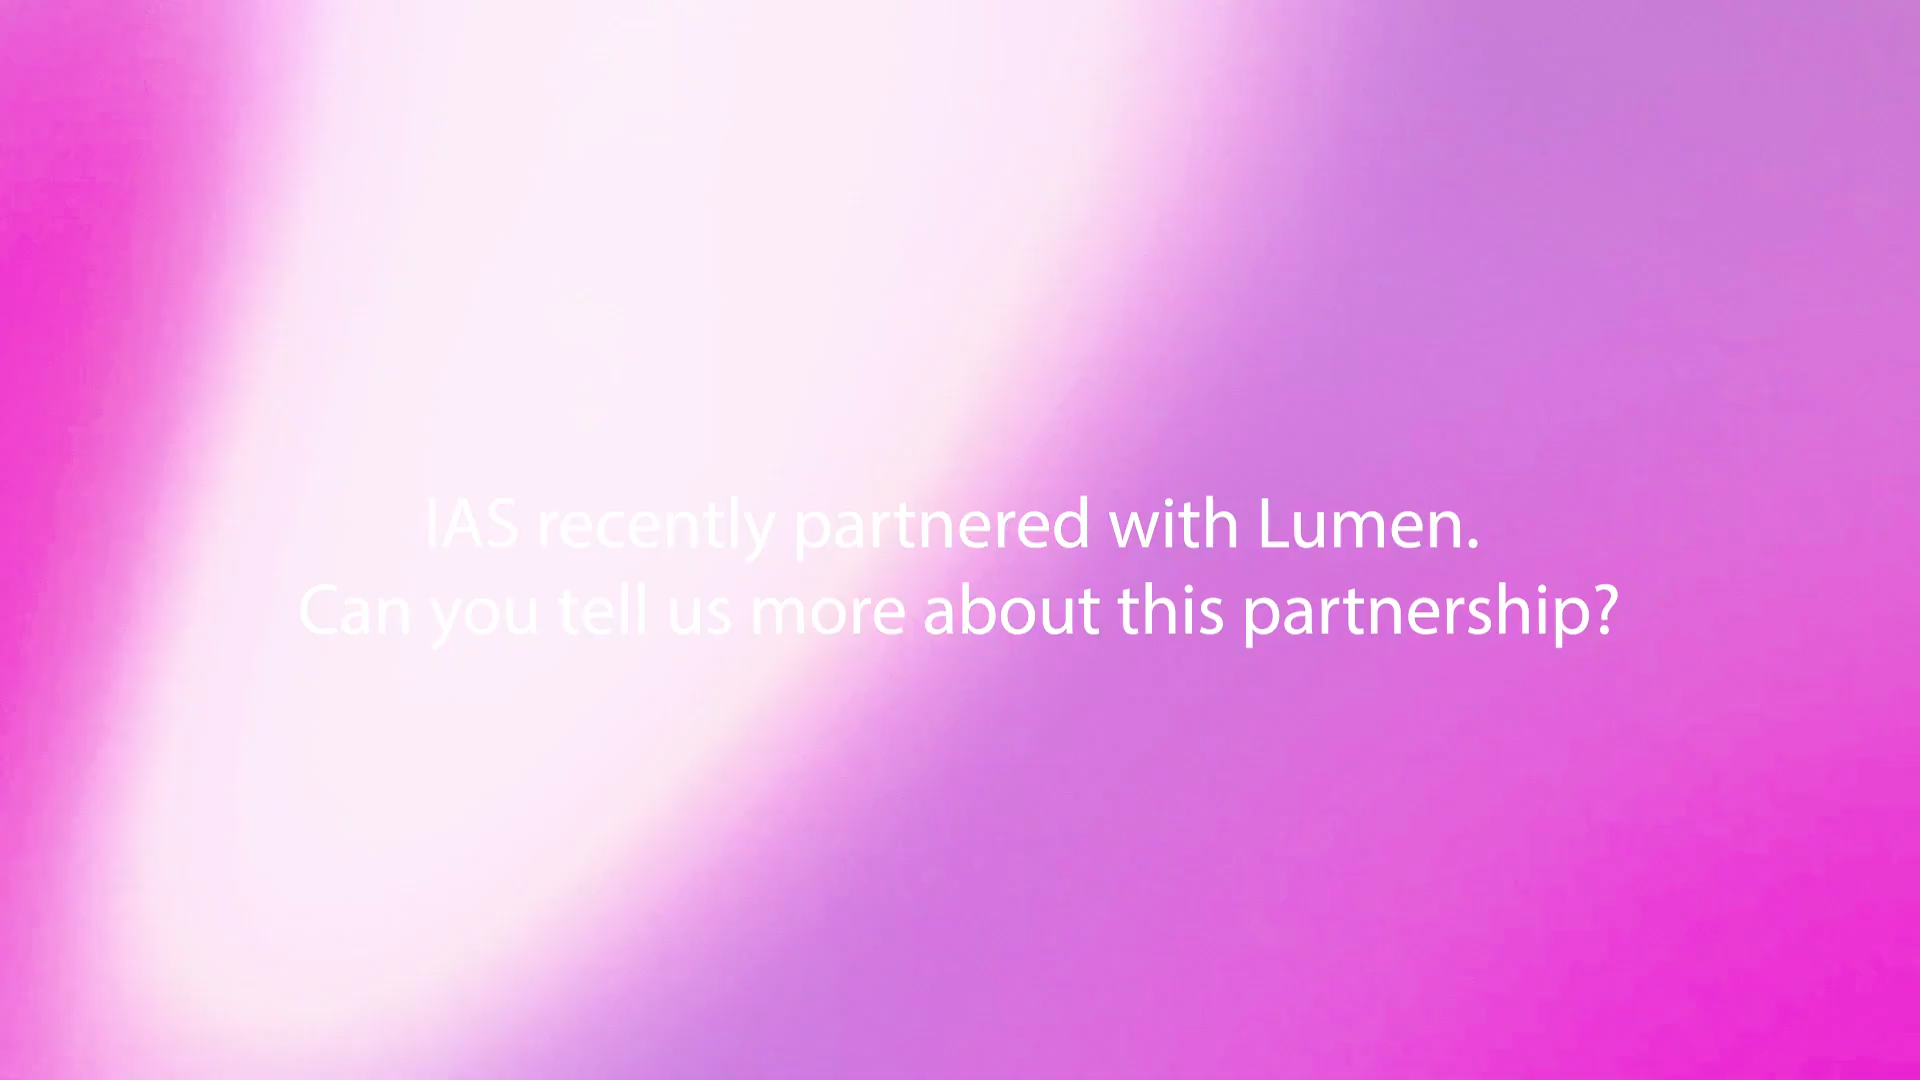 IAS recently partnered with Lumen.
Can you tell us more about this partnership?